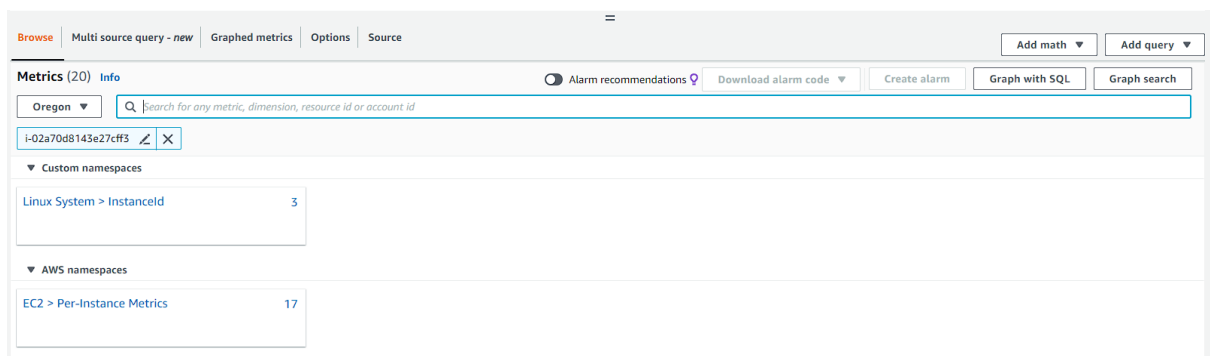 Browse Multi source query - new Graphed metrics Options Source
Add math Add query
Metrics (20) Info Alarm recommendations Download alarm code Create alarm Graph with SQL Graph search
Oregon Search for any metric, dimension, resource id or account id
i-02a70d8143e27cff3
Custom namespaces
Linux System > InstanceId 3
AWS namespaces
EC2 > Per-Instance Metrics 17